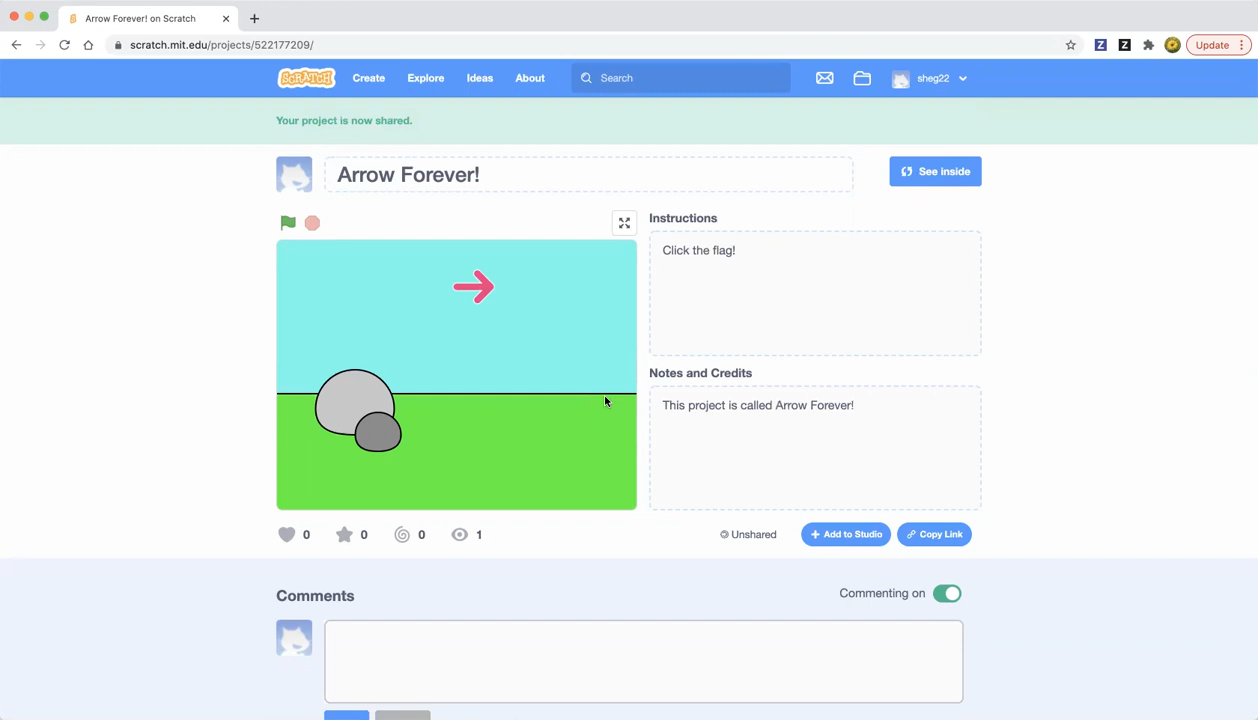 Arrow Forever! on Scratch
scratch.mit.edu/projects/522177209/
Z
Z
Update
SCRATCH
Create
Explore
Ideas
About
Search
sheg22
Your project is now shared.
Arrow Forever!
See inside
Instructions
Click the flag!
Notes and Credits
This project is called Arrow Forever!
0
0
0
1
Unshared
Add to Studio
Copy Link
Comments
Commenting on